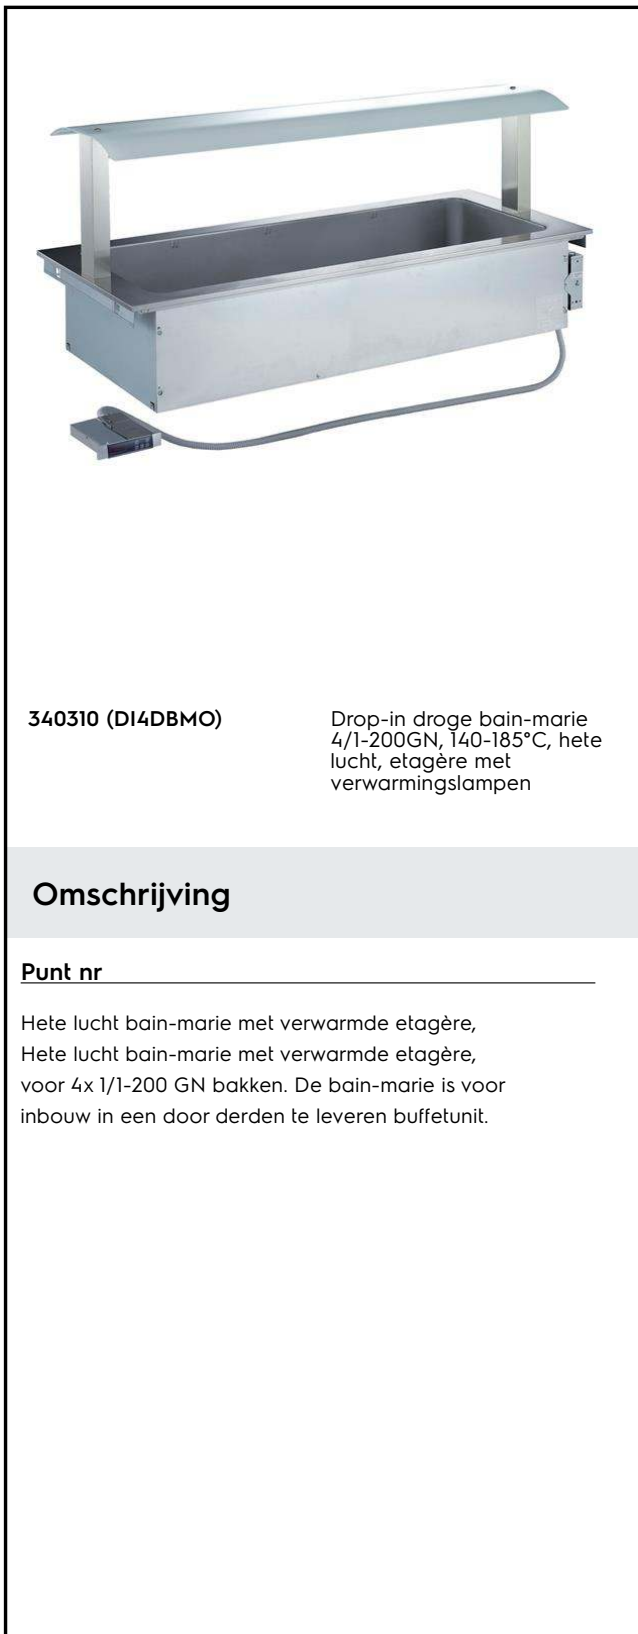 340310 (DI4DBMO)
Drop-in droge bain-marie
4/1-200GN, 140-185°C, hete
lucht, etagère met
verwarmingslampen
Omschrijving
Punt nr
Hete lucht bain-marie met verwarmde etagère,
Hete lucht bain-marie met verwarmde etagère,
voor 4x 1/1-200 GN bakken. De bain-marie is voor
inbouw in een door derden te leveren buffetunit.